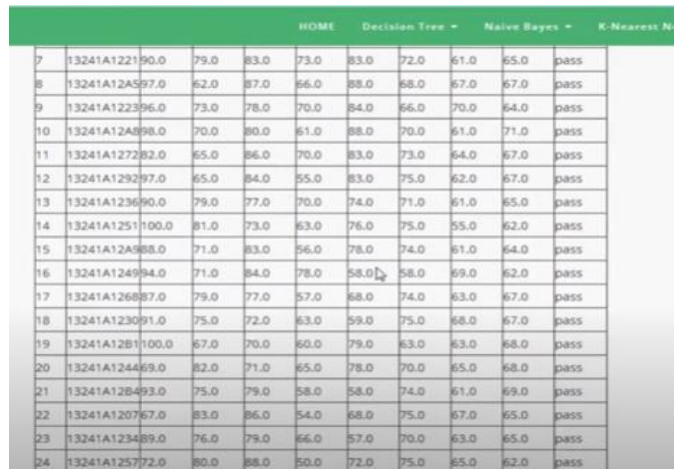 HOME Decision Tree Naive Bayes K-Nearest N
7 13241A1221 90.0 79.0 83.0 73.0 83.0 72.0 61.0 65.0 pass
8 13241A12A5 97.0 62.0 87.0 66.0 88.0 68.0 67.0 67.0 pass
9 13241A1223 96.0 73.0 78.0 70.0 84.0 66.0 70.0 64.0 pass
10 13241A12A8 98.0 70.0 80.0 61.0 88.0 70.0 61.0 71.0 pass
11 13241A1272 82.0 65.0 86.0 70.0 83.0 73.0 64.0 67.0 pass
12 13241A1292 97.0 65.0 84.0 55.0 83.0 75.0 62.0 67.0 pass
13 13241A1236 90.0 79.0 77.0 70.0 74.0 71.0 61.0 65.0 pass
14 13241A1251 100.0 81.0 73.0 63.0 76.0 75.0 55.0 62.0 pass
15 13241A12A9 88.0 71.0 83.0 56.0 78.0 74.0 61.0 64.0 pass
16 13241A1249 94.0 71.0 84.0 78.0 58.0 58.0 69.0 62.0 pass
17 13241A1268 87.0 79.0 77.0 57.0 68.0 74.0 63.0 67.0 pass
18 13241A1230 91.0 75.0 72.0 63.0 59.0 75.0 68.0 67.0 pass
19 13241A12B1 100.0 67.0 70.0 60.0 79.0 63.0 63.0 68.0 pass
20 13241A1244 69.0 82.0 71.0 65.0 78.0 70.0 65.0 68.0 pass
21 13241A12B4 93.0 75.0 79.0 58.0 58.0 74.0 61.0 69.0 pass
22 13241A1207 67.0 83.0 86.0 54.0 68.0 75.0 67.0 65.0 pass
23 13241A1234 89.0 76.0 79.0 66.0 57.0 70.0 63.0 65.0 pass
24 13241A1257 72.0 80.0 88.0 50.0 72.0 75.0 65.0 62.0 pass